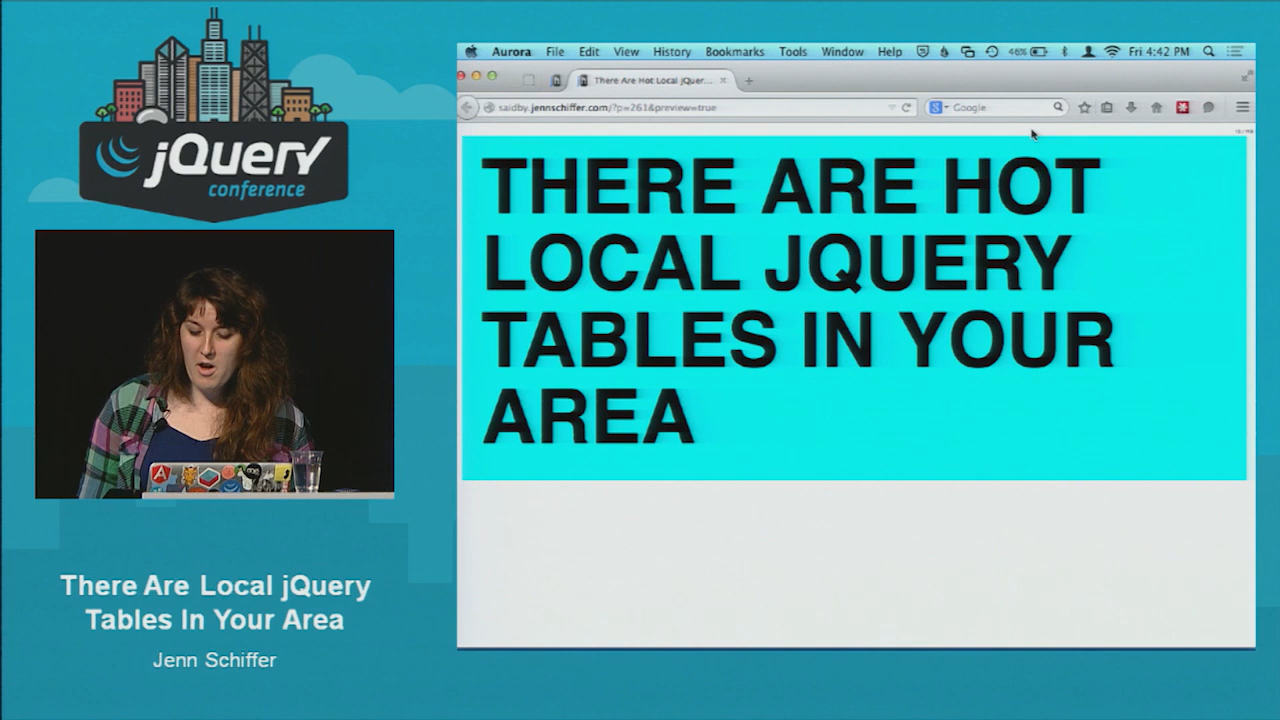 jQuery
conference
Aurora File Edit View History Bookmarks Tools Window Help 46% Fri 4:42 PM
There Are Hot Local jQuer...
saidby.jennschiffer.com/?p=261&preview=true
Google
THERE ARE HOT
LOCAL JQUERY
TABLES IN YOUR
AREA
There Are Local jQuery
Tables In Your Area
Jenn Schiffer